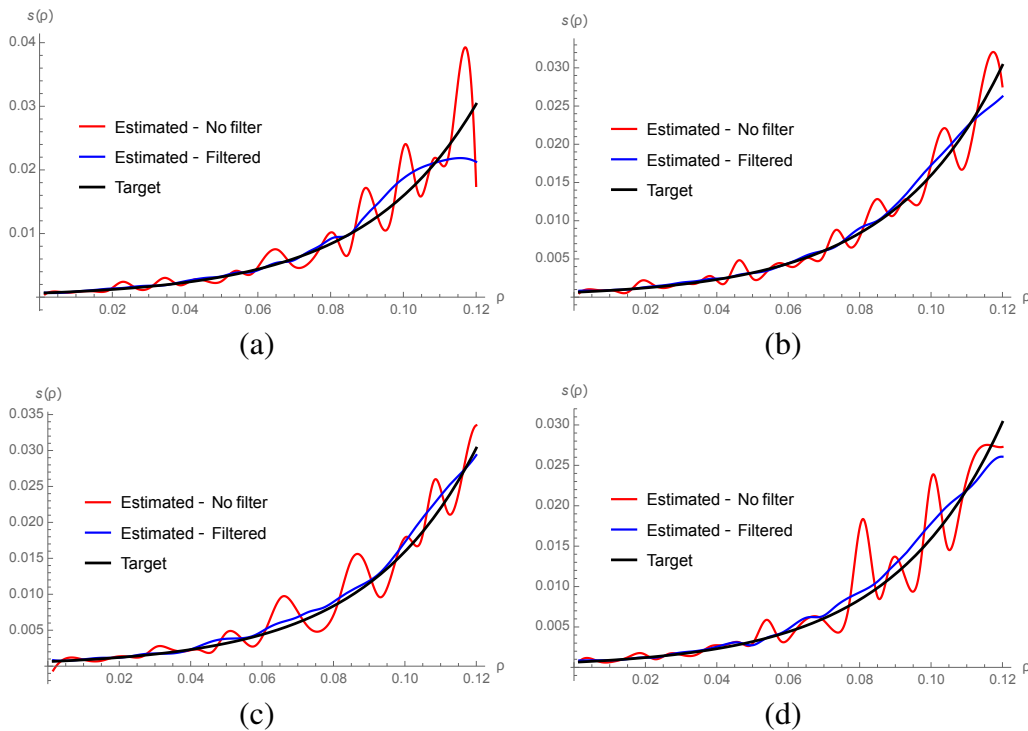 s(ρ)
0.04
0.03
0.02
0.01
Estimated - No filter
Estimated - Filtered
Target
0.02 0.04 0.06 0.08 0.10 0.12 ρ
(a)
s(ρ)
0.030
0.025
0.020
0.015
0.010
0.005
Estimated - No filter
Estimated - Filtered
Target
0.02 0.04 0.06 0.08 0.10 0.12 ρ
(b)
s(ρ)
0.035
0.030
0.025
0.020
0.015
0.010
0.005
Estimated - No filter
Estimated - Filtered
Target
0.02 0.04 0.06 0.08 0.10 0.12 ρ
(c)
s(ρ)
0.030
0.025
0.020
0.015
0.010
0.005
Estimated - No filter
Estimated - Filtered
Target
0.02 0.04 0.06 0.08 0.10 0.12 ρ
(d)